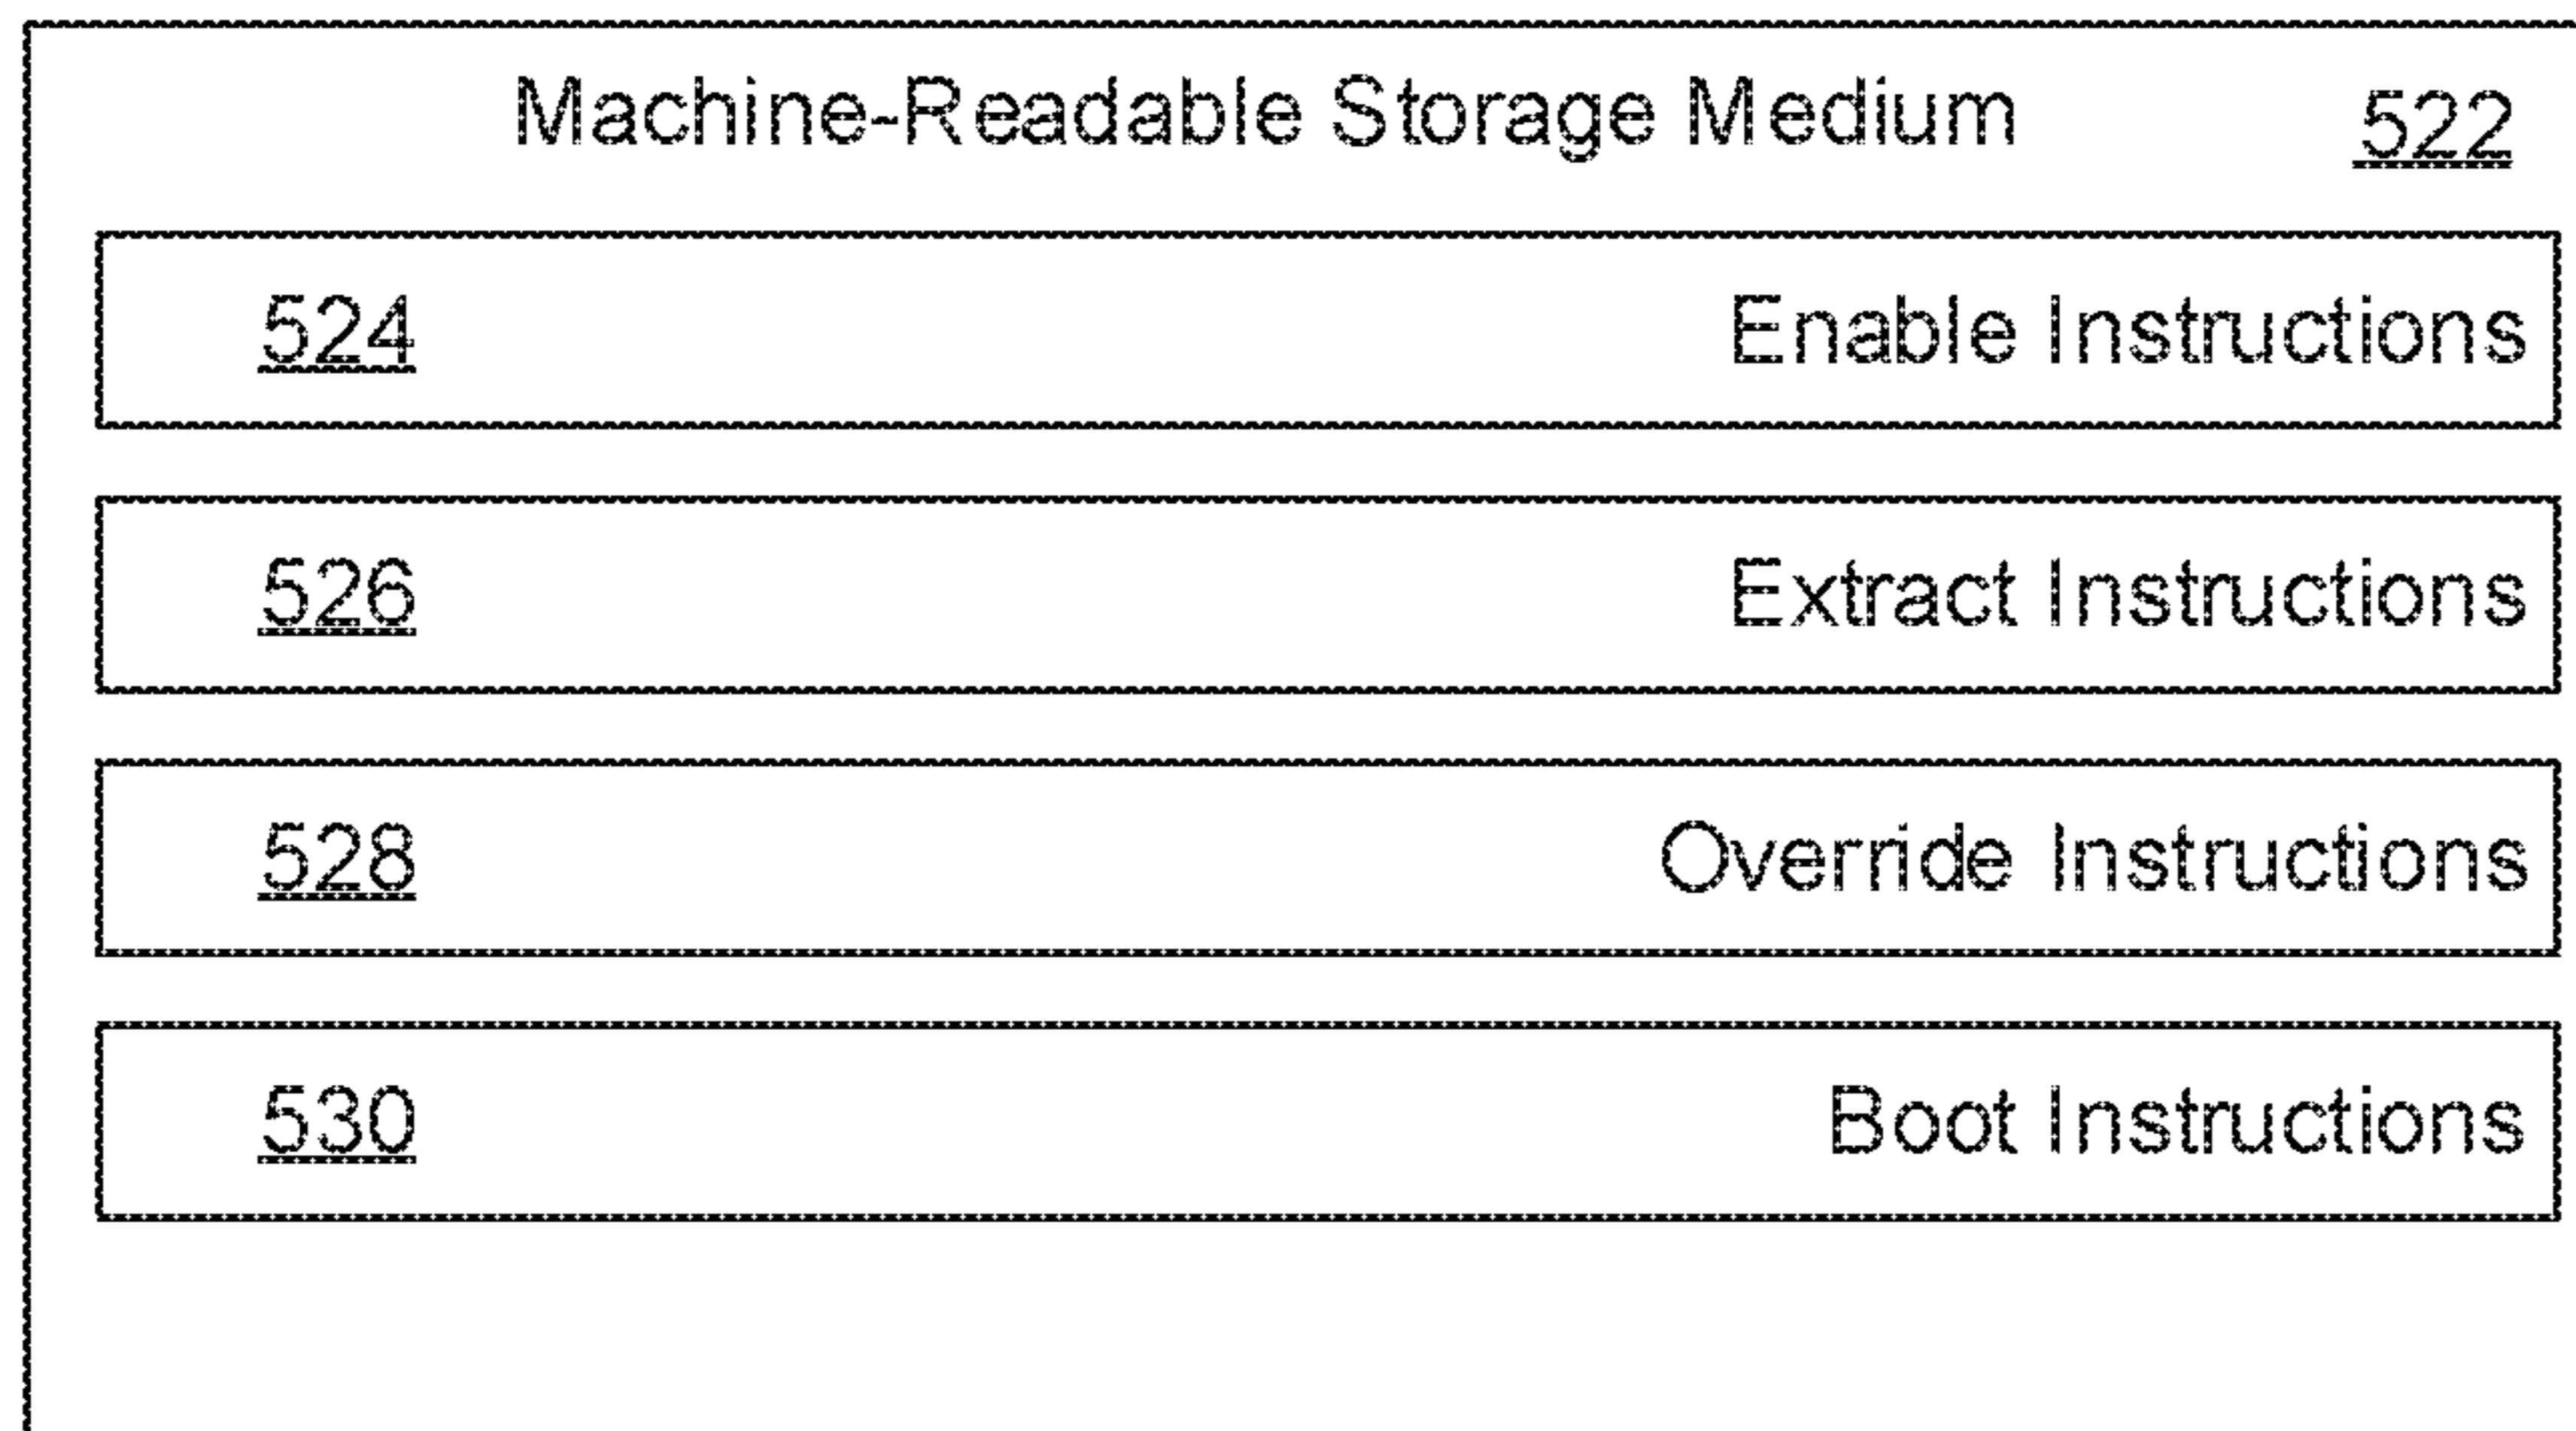 Machine-Readable Storage Medium 522
524 Enable Instructions
526 Extract Instructions
528 Override Instructions
530 Boot Instructions